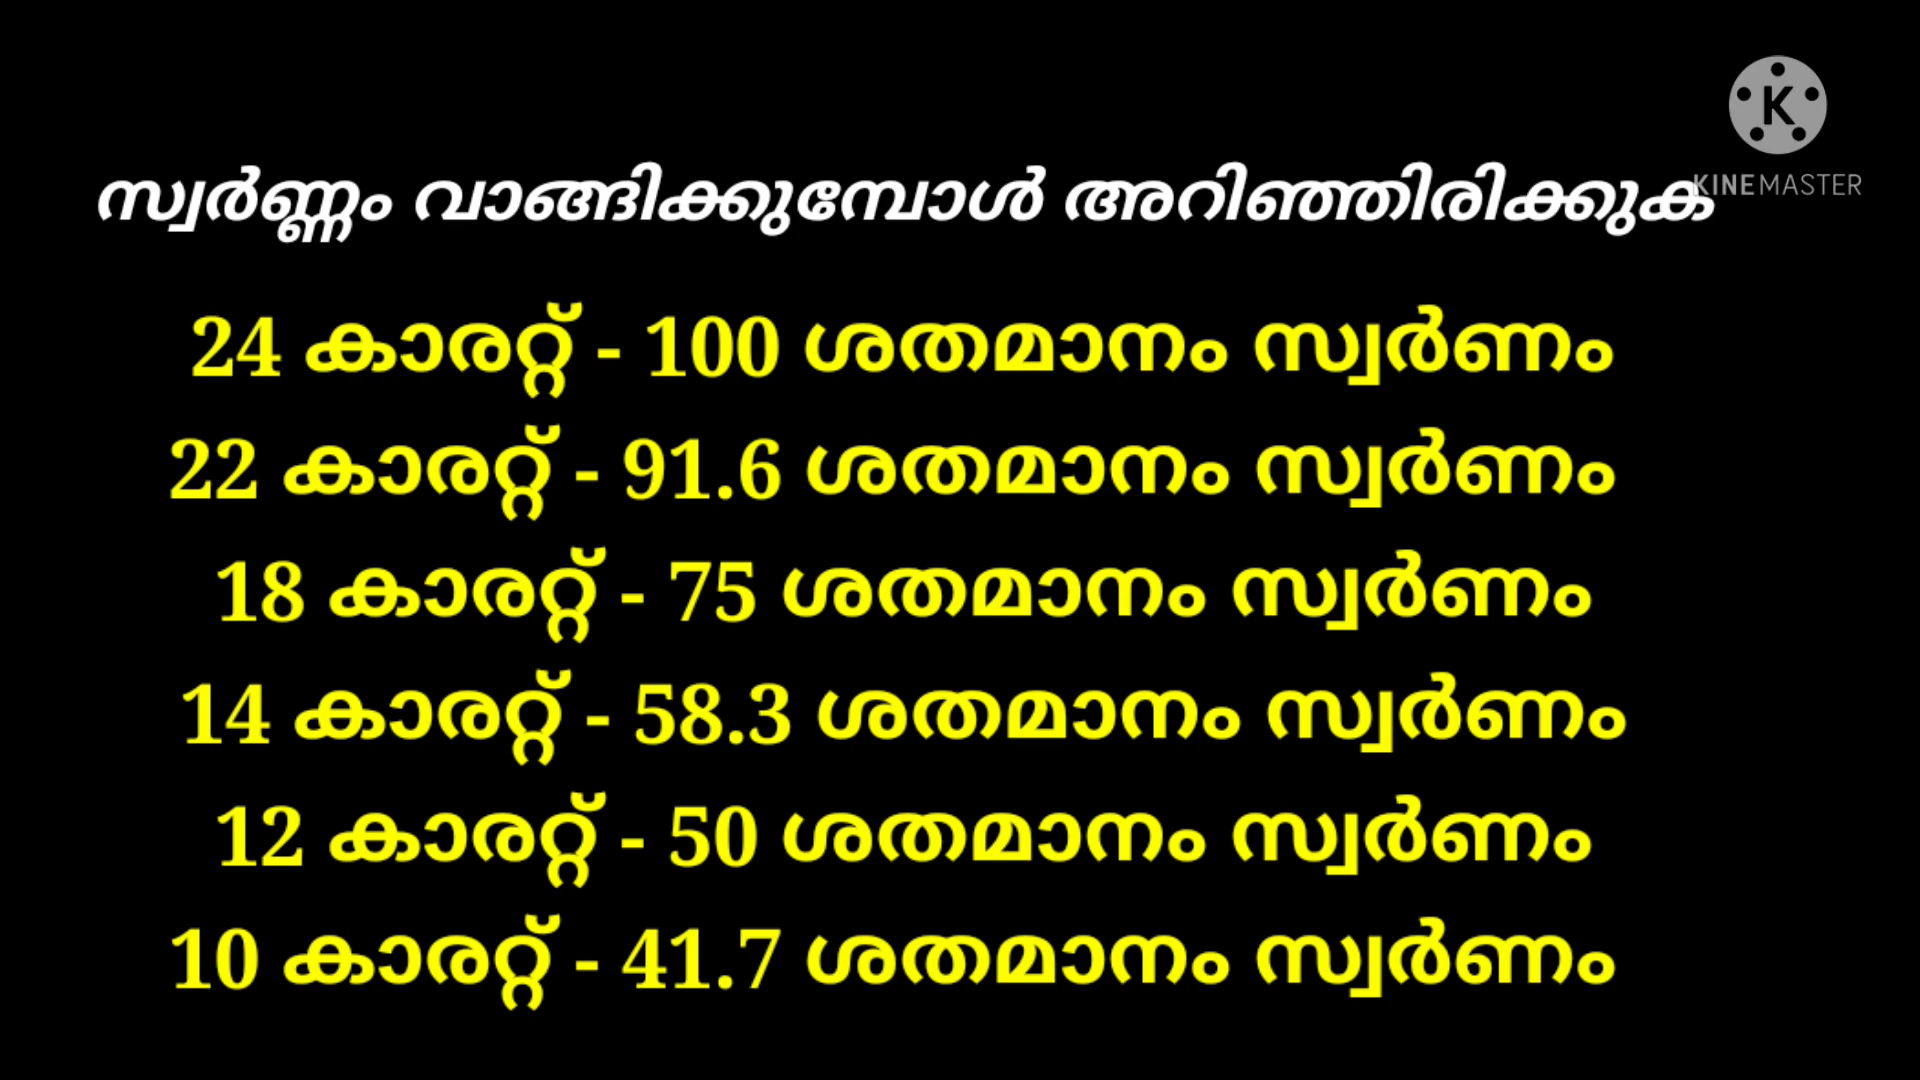 K
KINEMASTER
സ്വർണ്ണം വാങ്ങിക്കുമ്പോൾ അറിഞ്ഞിരിക്കുക
24 കാരറ്റ് - 100 ശതമാനം സ്വർണം
22 കാരറ്റ് - 91.6 ശതമാനം സ്വർണം
18 കാരറ്റ് - 75 ശതമാനം സ്വർണം
14 കാരറ്റ് - 58.3 ശതമാനം സ്വർണം
12 കാരറ്റ് - 50 ശതമാനം സ്വർണം
10 കാരറ്റ് - 41.7 ശതമാനം സ്വർണം